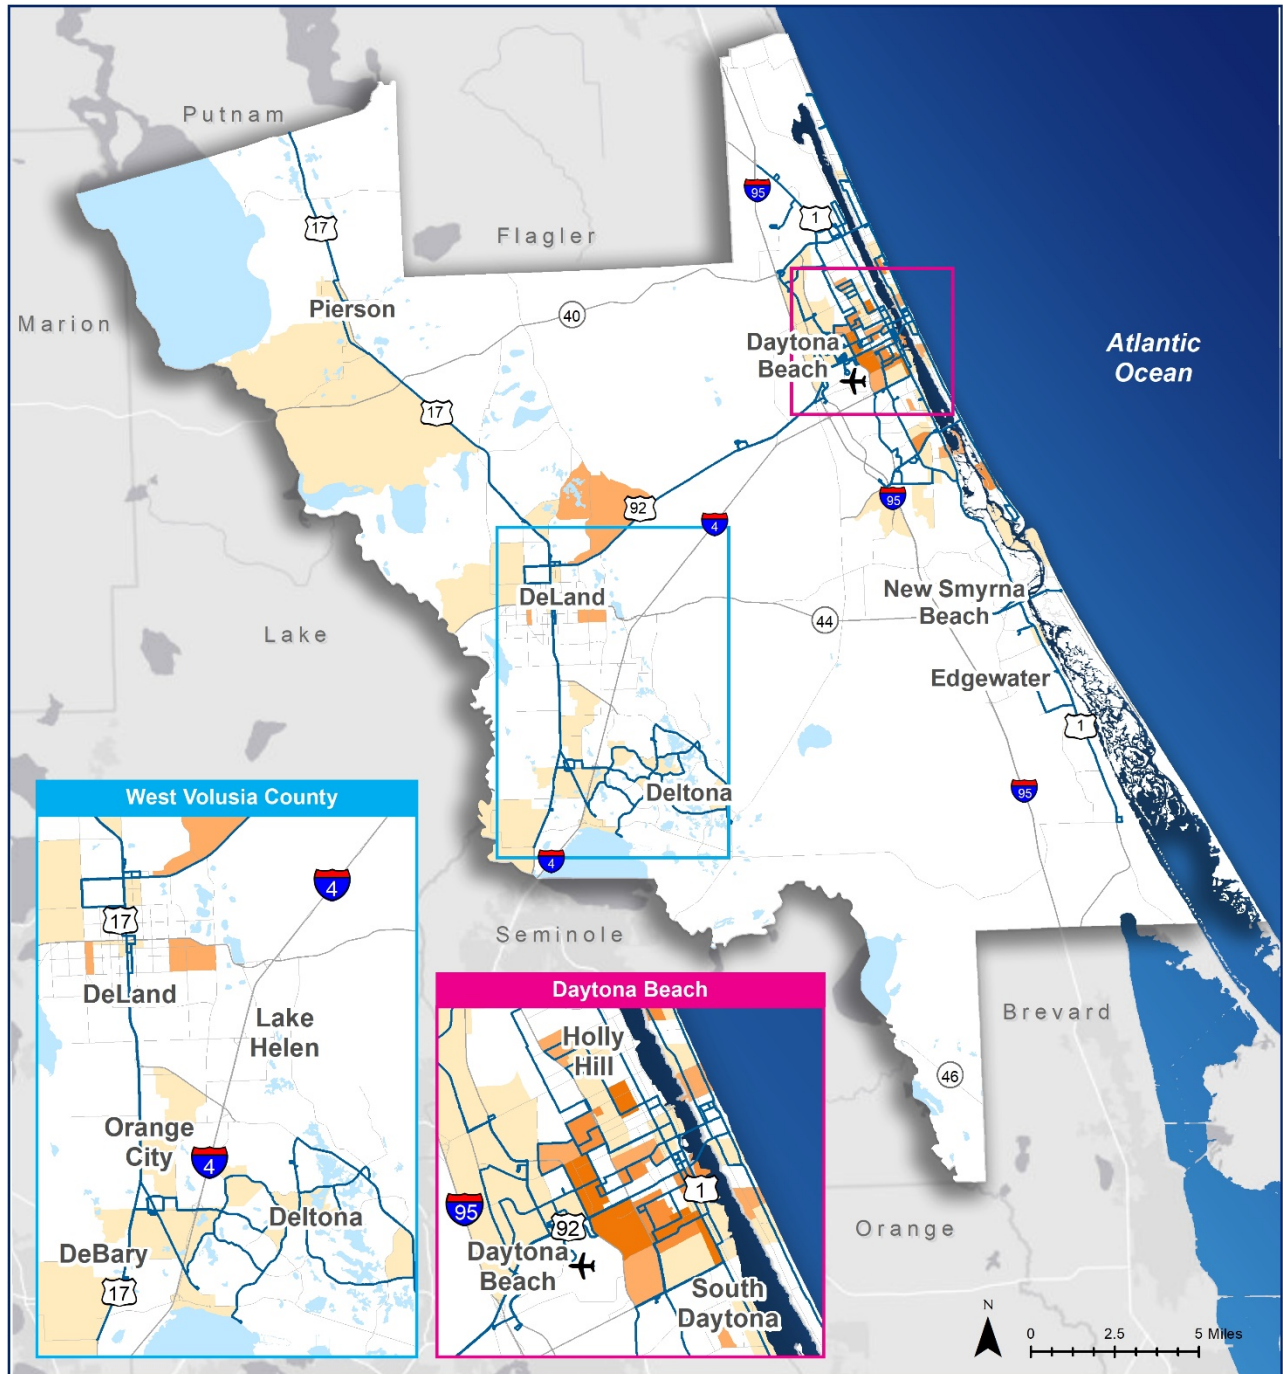 Putnam
95
1
17
Flagler
Pierson
Marion
40
Daytona
Beach
Atlantic
Ocean
17
92
4
95
DeLand
New Smyrna
Beach
44
Lake
Edgewater
1
Deltona
95
4
Seminole
Brevard
46
Orange
West Volusia County
4
17
DeLand
Lake
Helen
Orange
City
4
Deltona
DeBary
17
Daytona Beach
Holly
Hill
1
95
92
Daytona
Beach
South
Daytona
N
0 2.5 5 Miles